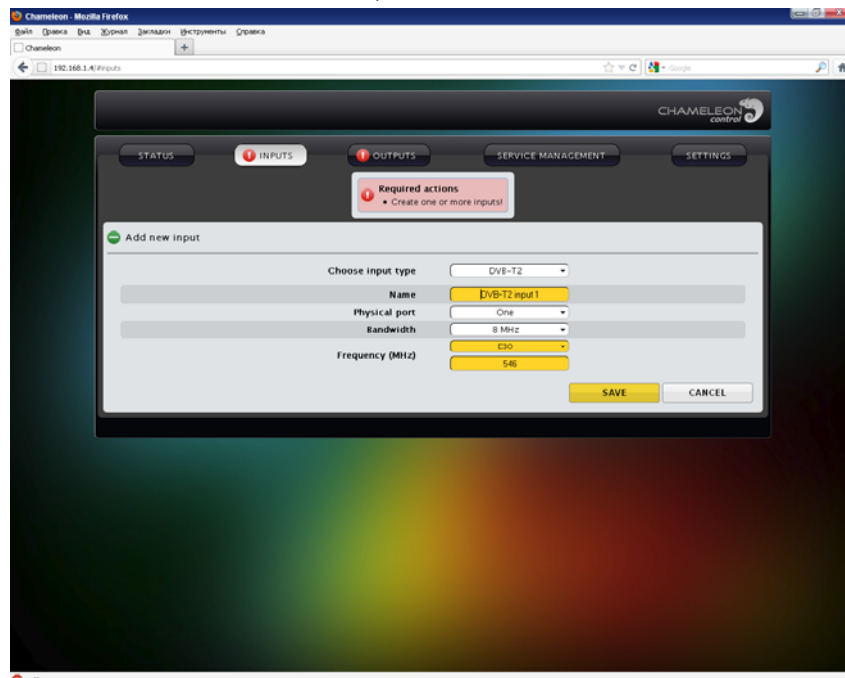 Chameleon - Mozilla Firefox
Файл Правка Вид Журнал Закладки Инструменты Справка
Chameleon +
192.168.1.4/#inputs Google
CHAMELEON
control
STATUS INPUTS OUTPUTS SERVICE MANAGEMENT SETTINGS
Required actions
• Create one or more inputs!
Add new input
Choose input type DVB-T2
Name DVB-T2 input 1
Physical port One
Bandwidth 8 MHz
Frequency (MHz) E30
546
SAVE CANCEL